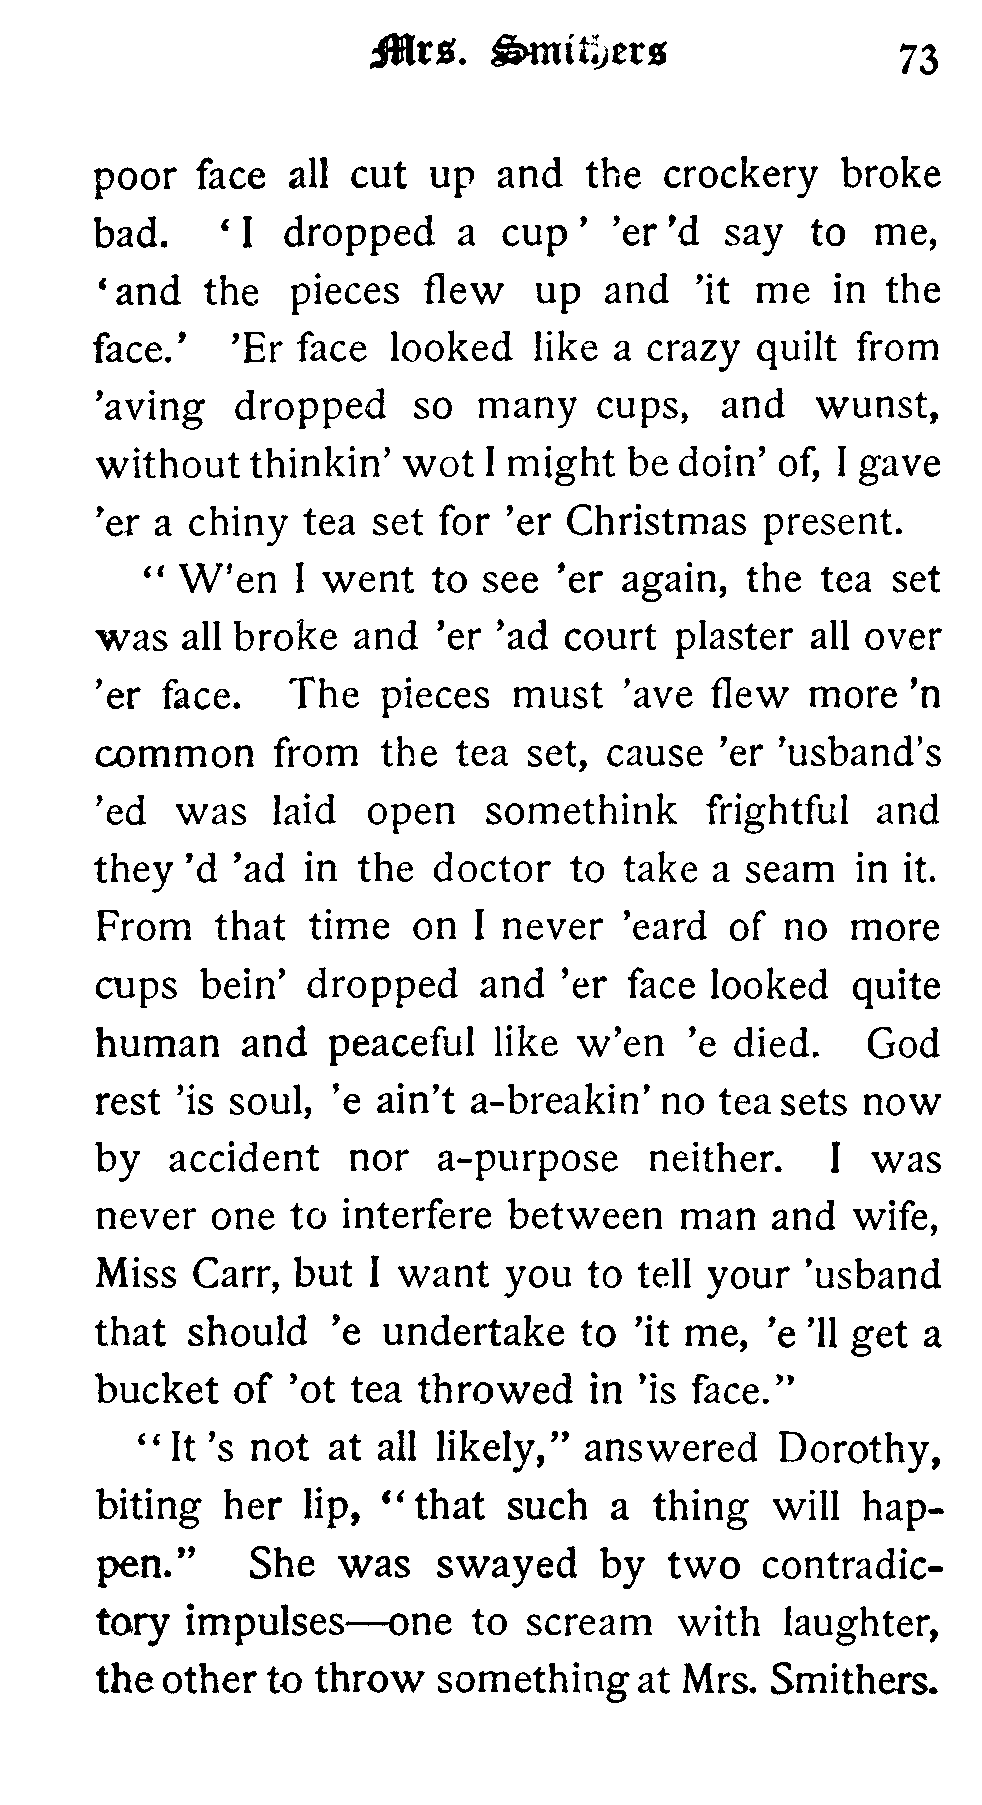 Mrs. Smithers 73
poor face all cut up and the crockery broke
bad. ‘I dropped a cup’ ’er ’d say to me,
‘and the pieces flew up and ’it me in the
face.’ ’Er face looked like a crazy quilt from
’aving dropped so many cups, and wunst,
without thinkin’ wot I might be doin’ of, I gave
’er a chiny tea set for ’er Christmas present.
“W’en I went to see ’er again, the tea set
was all broke and ’er ’ad court plaster all over
’er face. The pieces must ’ave flew more ’n
common from the tea set, cause ’er ’usband’s
’ed was laid open somethink frightful and
they ’d ’ad in the doctor to take a seam in it.
From that time on I never ’eard of no more
cups bein’ dropped and ’er face looked quite
human and peaceful like w’en ’e died. God
rest ’is soul, ’e ain’t a-breakin’ no tea sets now
by accident nor a-purpose neither. I was
never one to interfere between man and wife,
Miss Carr, but I want you to tell your ’usband
that should ’e undertake to ’it me, ’e ’ll get a
bucket of ’ot tea throwed in ’is face.”
“It ’s not at all likely,” answered Dorothy,
biting her lip, “that such a thing will hap-
pen.” She was swayed by two contradic-
tory impulses—one to scream with laughter,
the other to throw something at Mrs. Smithers.